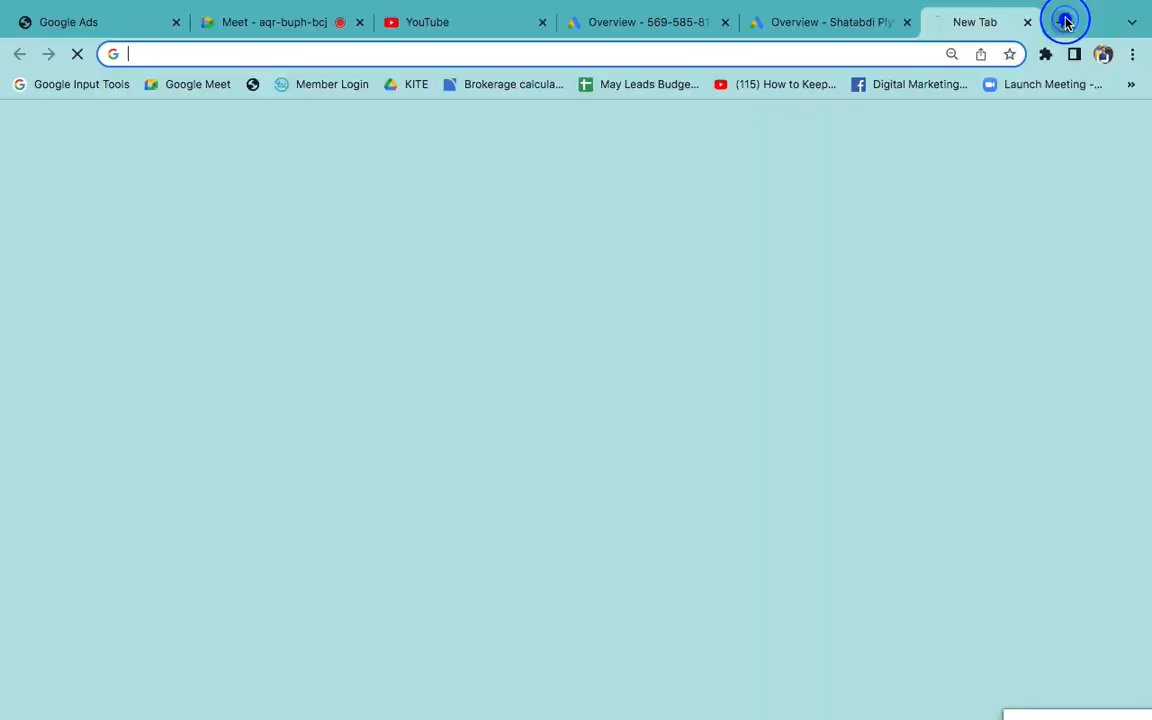 Google Ads Meet - aqr-buph-bcj YouTube Overview - 569-585-81 Overview - Shatabdi Ply New Tab
Google Input Tools Google Meet Member Login KITE Brokerage calcula... May Leads Budge... (115) How to Keep... Digital Marketing... Launch Meeting -... »